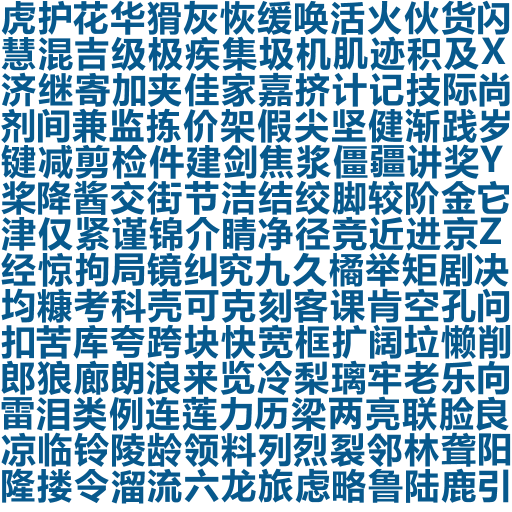 虎护花华猾灰恢缓唤活火伙货闪
慧混吉级极疾集圾机肌迹积及X
济继寄加夹佳家嘉挤计记技际尚
剂间兼监拣价架假尖坚健渐践岁
键减剪检件建剑焦浆僵疆讲奖Y
桨降酱交街节洁结绞脚较阶金它
津仅紧谨锦介睛净径竞近进京Z
经惊拘局镜纠究九久橘举矩剧决
均糠考科壳可克刻客课肯空孔问
扣苦库夸跨块快宽框扩阔垃懒削
郎狼廊朗浪来览冷梨璃牢老乐向
雷泪类例连莲力历梁两亮联脸良
凉临铃陵龄领料列烈裂邻林聋阳
隆搂令溜流六龙旅虑略鲁陆鹿引